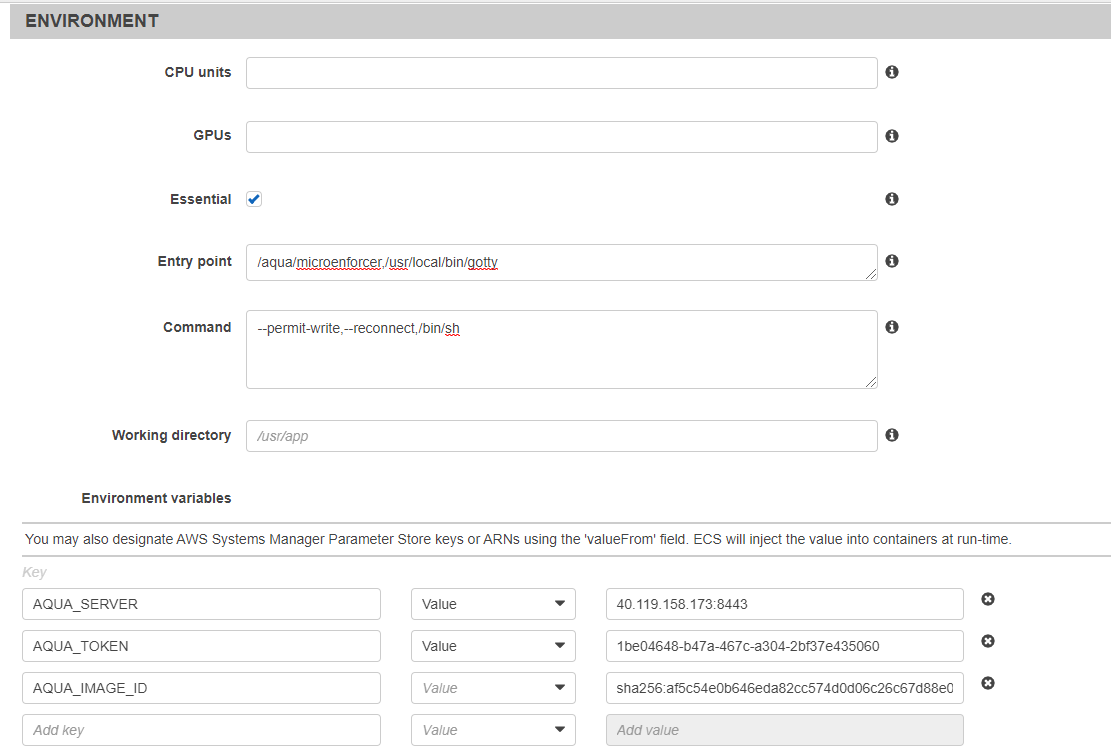 ENVIRONMENT
CPU units
GPUs
Essential
Entry point /aqua/microenforcer,/usr/local/bin/gotty
Command --permit-write,--reconnect,/bin/sh
Working directory /usr/app
Environment variables
You may also designate AWS Systems Manager Parameter Store keys or ARNs using the 'valueFrom' field. ECS will inject the value into containers at run-time.
Key
AQUA_SERVER Value 40.119.158.173:8443
AQUA_TOKEN Value 1be04648-b47a-467c-a304-2bf37e435060
AQUA_IMAGE_ID Value sha256:af5c54e0b646eda82cc574d0d06c26c67d88e0
Add key Value Add value